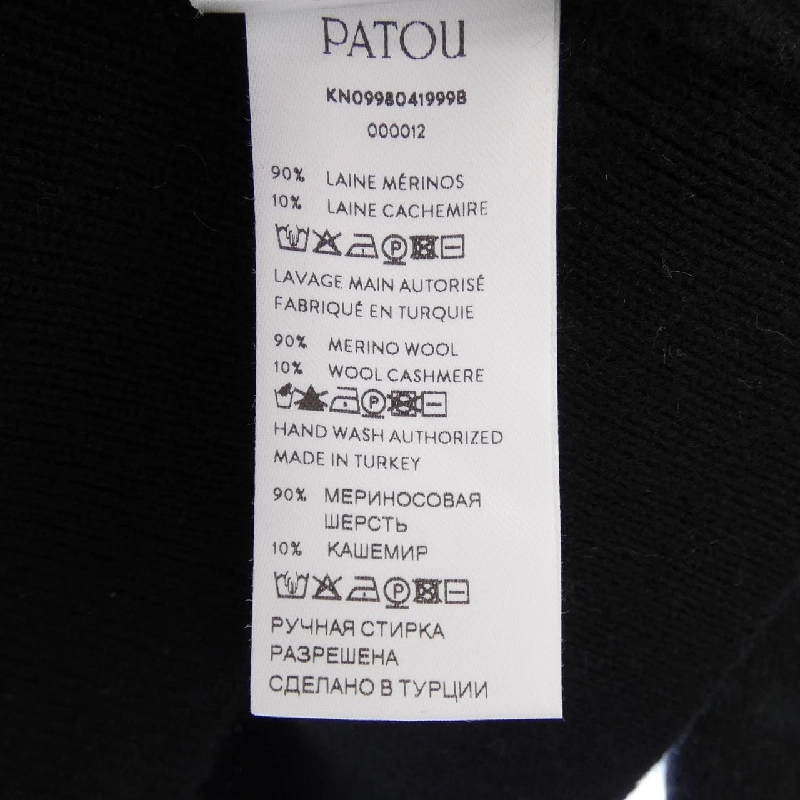 PATOU
KN0998041999B
000012
90% LAINE MÉRINOS
10% LAINE CACHEMIRE
P
LAVAGE MAIN AUTORISÉ
FABRIQUÉ EN TURQUIE
90% MERINO WOOL
10% WOOL CASHMERE
P
HAND WASH AUTHORIZED
MADE IN TURKEY
90% МЕРИНОСОВАЯ
ШЕРСТЬ
10% КАШЕМИР
P
РУЧНАЯ СТИРКА
РАЗРЕШЕНА
СДЕЛАНО В ТУРЦИИ